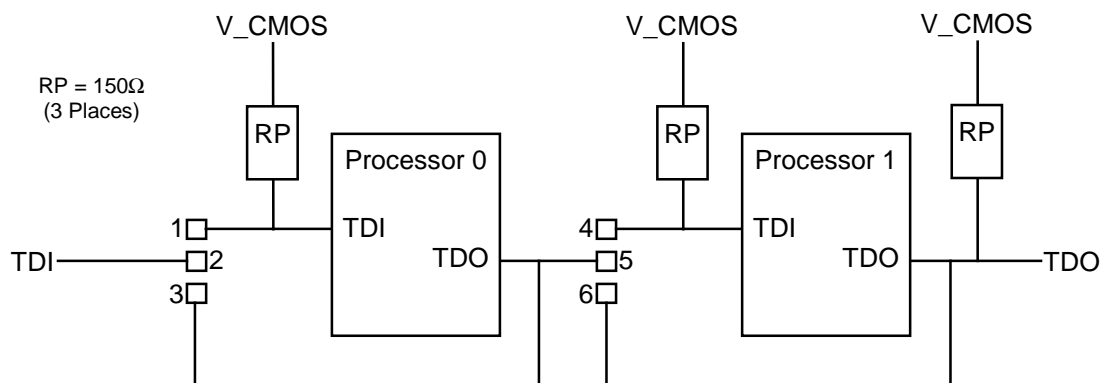 V_CMOS
V_CMOS
V_CMOS
RP = 150Ω
(3 Places)
RP
RP
RP
Processor 0
Processor 1
1
TDI
4
TDI
TDI
2
TDO
5
TDO
TDO
3
6